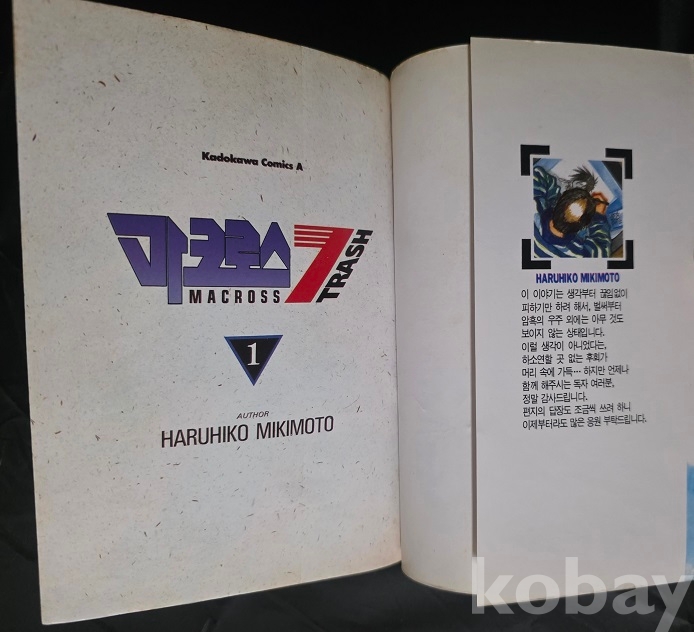 Kadokawa Comics A
마크로스 7
MACROSS TRASH
1
AUTHOR
HARUHIKO MIKIMOTO
HARUHIKO MIKIMOTO
이 이야기는 생각부터 끊임없이
피하기만 하려 해서, 벌써부터
암흑의 우주 외에는 아무 것도
보이지 않는 상태입니다.
이럴 생각이 아니었다는,
하소연할 곳 없는 후회가
머리 속에 가득… 하지만 언제나
함께 해주시는 독자 여러분,
정말 감사드립니다.
편지의 답장도 조금씩 쓰려 하니
이제부터라도 많은 응원 부탁드립니다.
kobay